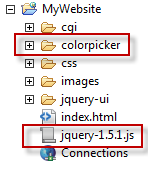 MyWebsite
cgi
colorpicker
css
images
jquery-ui
index.html
jquery-1.5.1.js
Connections